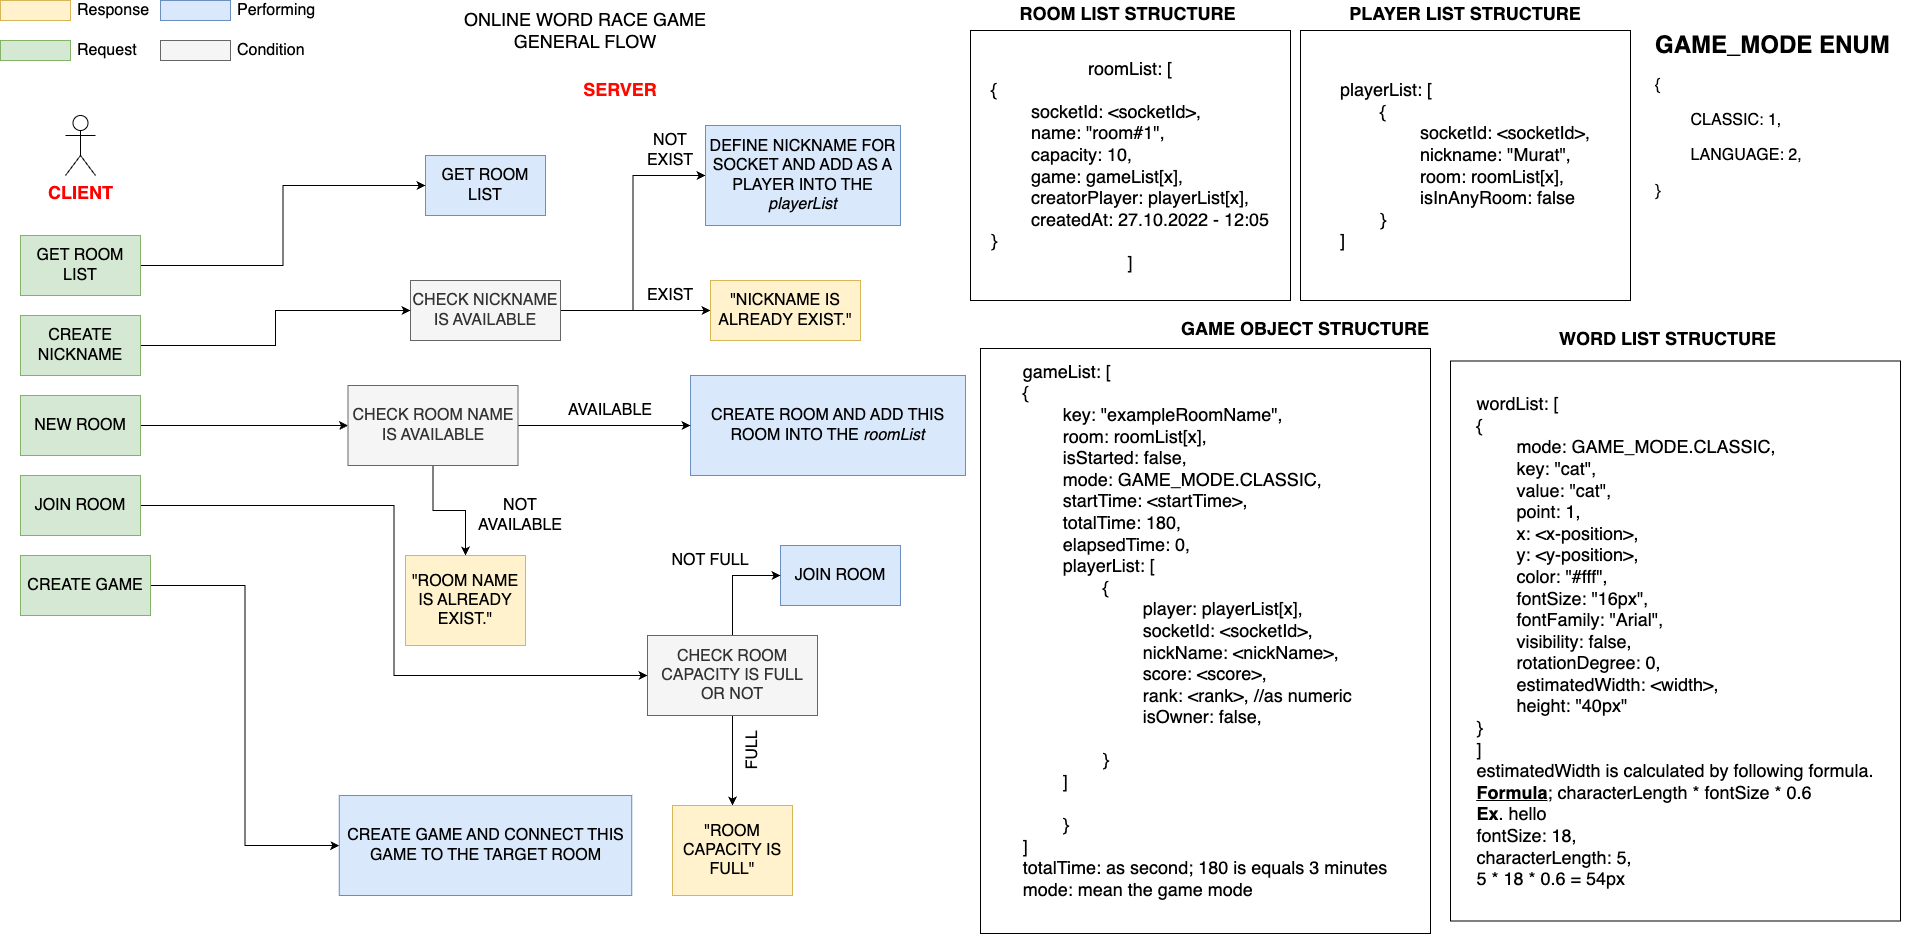 Response
Performing
Request
Condition
ONLINE WORD RACE GAME
GENERAL FLOW
SERVER
CLIENT
GET ROOM
LIST
CREATE
NICKNAME
NEW ROOM
JOIN ROOM
CREATE GAME
GET ROOM
LIST
CHECK NICKNAME
IS AVAILABLE
NOT
EXIST
DEFINE NICKNAME FOR
SOCKET AND ADD AS A
PLAYER INTO THE
playerList
EXIST
"NICKNAME IS
ALREADY EXIST."
CHECK ROOM NAME
IS AVAILABLE
AVAILABLE
CREATE ROOM AND ADD THIS
ROOM INTO THE roomList
NOT
AVAILABLE
"ROOM NAME
IS ALREADY
EXIST."
NOT FULL
JOIN ROOM
CHECK ROOM
CAPACITY IS FULL
OR NOT
FULL
"ROOM
CAPACITY IS
FULL"
CREATE GAME AND CONNECT THIS
GAME TO THE TARGET ROOM
ROOM LIST STRUCTURE
roomList: [
{
socketId: <socketId>,
name: "room#1",
capacity: 10,
game: gameList[x],
creatorPlayer: playerList[x],
createdAt: 27.10.2022 - 12:05
}
]
PLAYER LIST STRUCTURE
playerList: [
{
socketId: <socketId>,
nickname: "Murat",
room: roomList[x],
isInAnyRoom: false
}
]
GAME_MODE ENUM
{
CLASSIC: 1,
LANGUAGE: 2,
}
GAME OBJECT STRUCTURE
gameList: [
{
key: "exampleRoomName",
room: roomList[x],
isStarted: false,
mode: GAME_MODE.CLASSIC,
startTime: <startTime>,
totalTime: 180,
elapsedTime: 0,
playerList: [
{
player: playerList[x],
socketId: <socketId>,
nickName: <nickName>,
score: <score>,
rank: <rank>, //as numeric
isOwner: false,
}
]
}
]
totalTime: as second; 180 is equals 3 minutes
mode: mean the game mode
WORD LIST STRUCTURE
wordList: [
{
mode: GAME_MODE.CLASSIC,
key: "cat",
value: "cat",
point: 1,
x: <x-position>,
y: <y-position>,
color: "#fff",
fontSize: "16px",
fontFamily: "Arial",
visibility: false,
rotationDegree: 0,
estimatedWidth: <width>,
height: "40px"
}
]
estimatedWidth is calculated by following formula.
Formula; characterLength * fontSize * 0.6
Ex. hello
fontSize: 18,
characterLength: 5,
5 * 18 * 0.6 = 54px